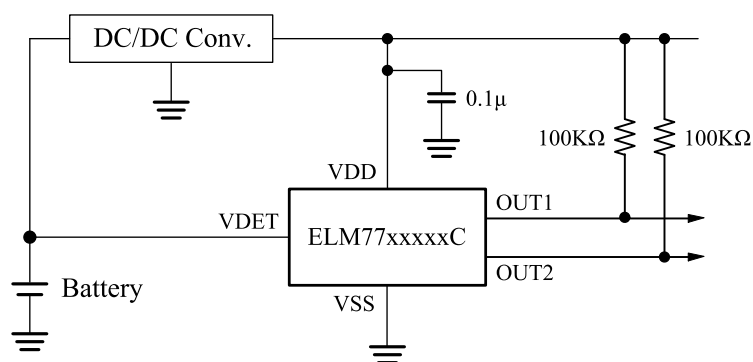 DC/DC Conv.
0.1μ
100KΩ
100KΩ
VDD
OUT1
VDET
ELM77xxxxxC
OUT2
Battery
VSS